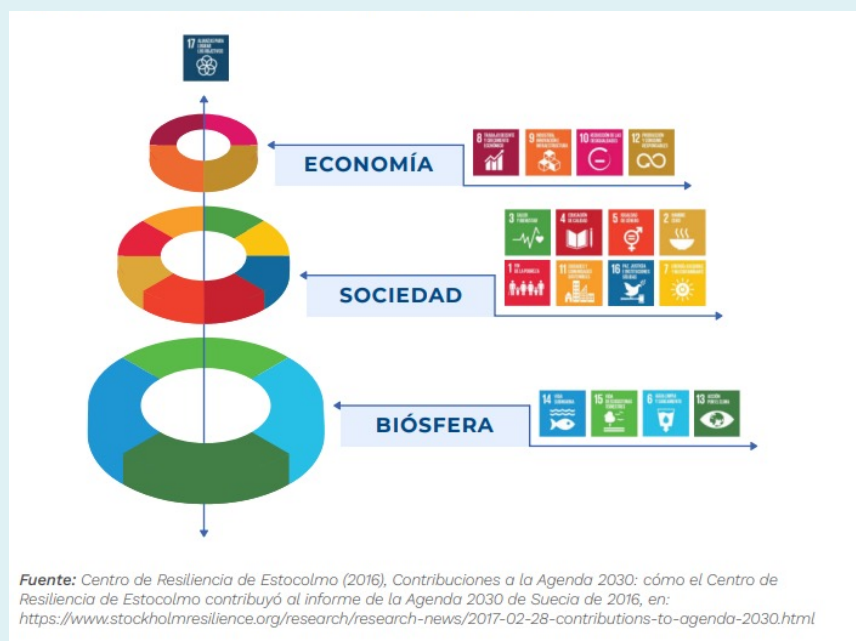 17 ALIANZAS PARA LOGRAR LOS OBJETIVOS
ECONOMÍA
8 TRABAJO DECENTE Y CRECIMIENTO ECONÓMICO
9 INDUSTRIA, INNOVACIÓN E INFRAESTRUCTURA
10 REDUCCIÓN DE LAS DESIGUALDADES
12 PRODUCCIÓN Y CONSUMO RESPONSABLES
SOCIEDAD
3 SALUD Y BIENESTAR
4 EDUCACIÓN DE CALIDAD
5 IGUALDAD DE GÉNERO
2 HAMBRE CERO
1 FIN DE LA POBREZA
11 CIUDADES Y COMUNIDADES SOSTENIBLES
16 PAZ, JUSTICIA E INSTITUCIONES SÓLIDAS
7
BIÓSFERA
14 VIDA SUBMARINA
15 VIDA DE ECOSISTEMAS TERRESTRES
6 AGUA LIMPIA Y SANEAMIENTO
13 ACCIÓN POR EL CLIMA
Fuente: Centro de Resiliencia de Estocolmo (2016), Contribuciones a la Agenda 2030: cómo el Centro de
Resiliencia de Estocolmo contribuyó al informe de la Agenda 2030 de Suecia de 2016, en:
https://www.stockholmresilience.org/research/research-news/2017-02-28-contributions-to-agenda-2030.html